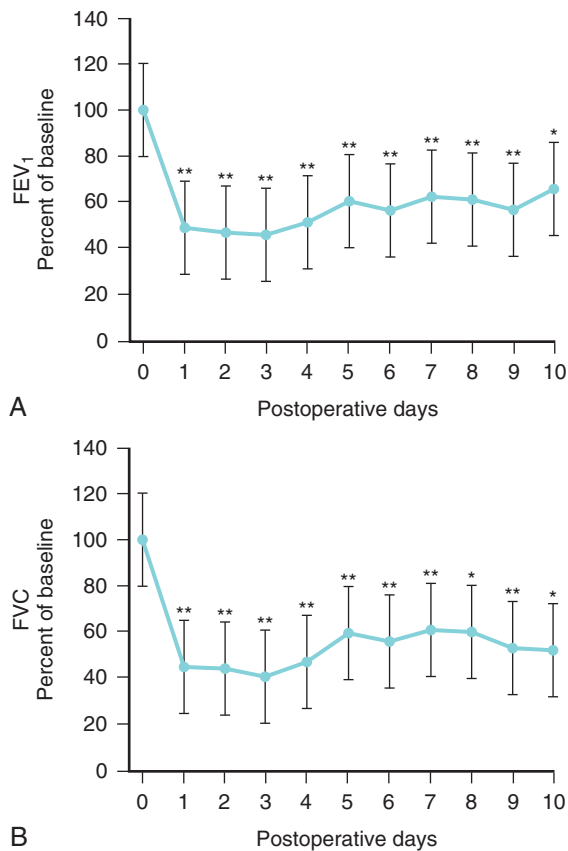 140
120
100
80
60
40
20
0
FEV1
Percent of baseline
** ** ** ** ** ** ** ** ** *
0 1 2 3 4 5 6 7 8 9 10
Postoperative days
A
140
120
100
80
60
40
20
0
FVC
Percent of baseline
** ** ** ** ** ** ** * ** *
0 1 2 3 4 5 6 7 8 9 10
Postoperative days
B